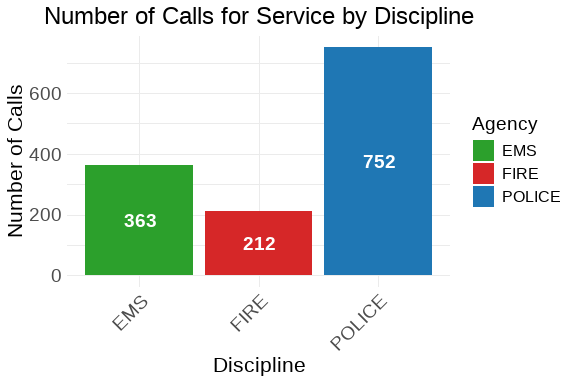 Number of Calls for Service by Discipline
Number of Calls
600
400
200
0
363
212
752
EMS
FIRE
POLICE
Discipline
Agency
EMS
FIRE
POLICE